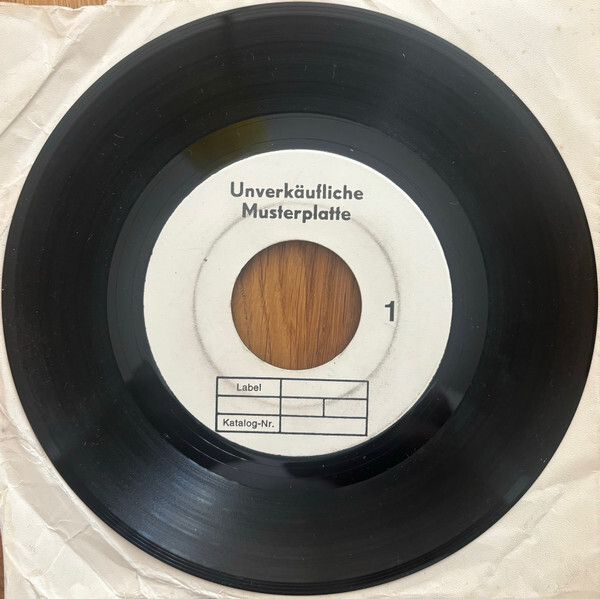 Unverkäufliche
Musterplatte
1
Label
Katalog-Nr.